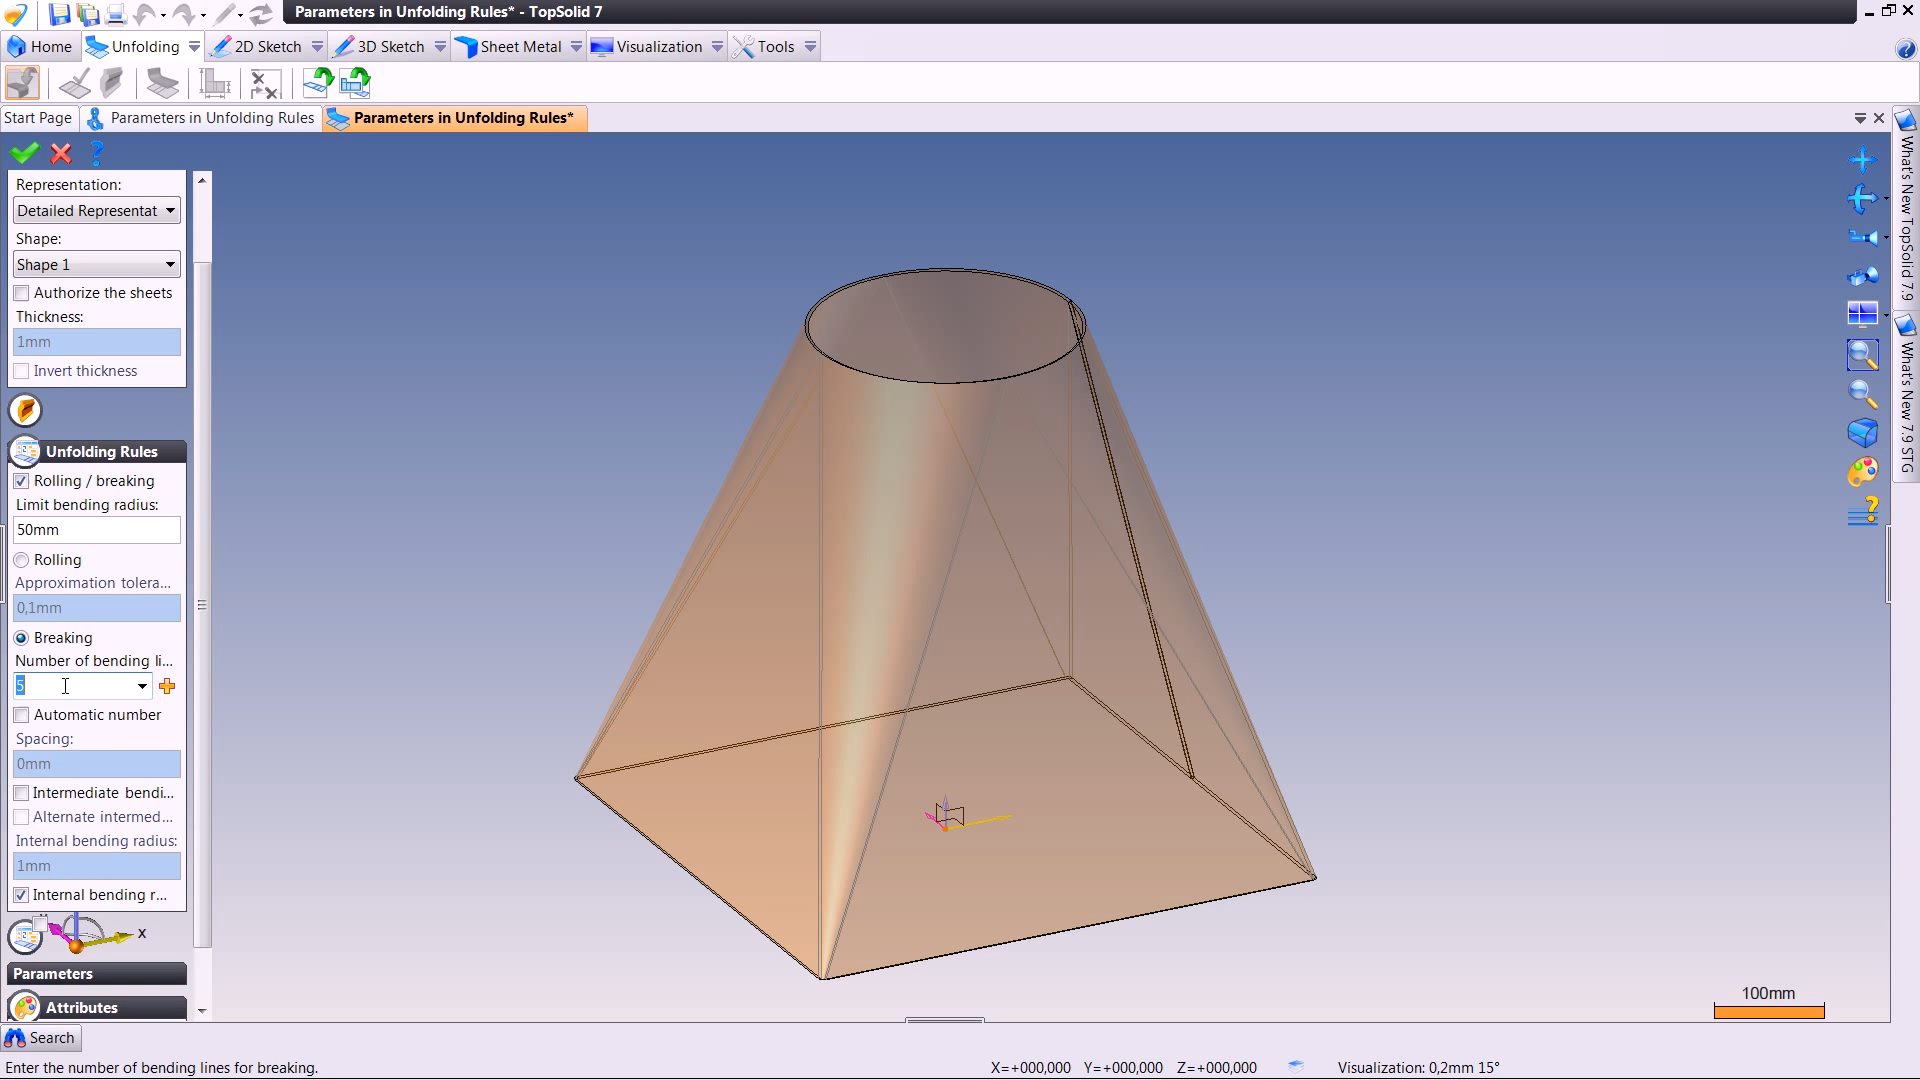 Parameters in Unfolding Rules* - TopSolid 7
Home
Unfolding
2D Sketch
3D Sketch
Sheet Metal
Visualization
Tools
Start Page
Parameters in Unfolding Rules
Parameters in Unfolding Rules*
What's New TopSolid 7.9
What's New 7.9 STG
Representation:
Detailed Representat
Shape:
Shape 1
Authorize the sheets
Thickness:
1mm
Invert thickness
Unfolding Rules
Rolling / breaking
Limit bending radius:
50mm
Rolling
Approximation tolera...
0,1mm
Breaking
Number of bending li...
5
Automatic number
Spacing:
0mm
Intermediate bendi...
Alternate intermed...
Internal bending radius:
1mm
Internal bending r...
X
Parameters
Attributes
100mm
Search
Enter the number of bending lines for breaking.
X=+000,000 Y=+000,000 Z=+000,000
Visualization: 0,2mm 15°